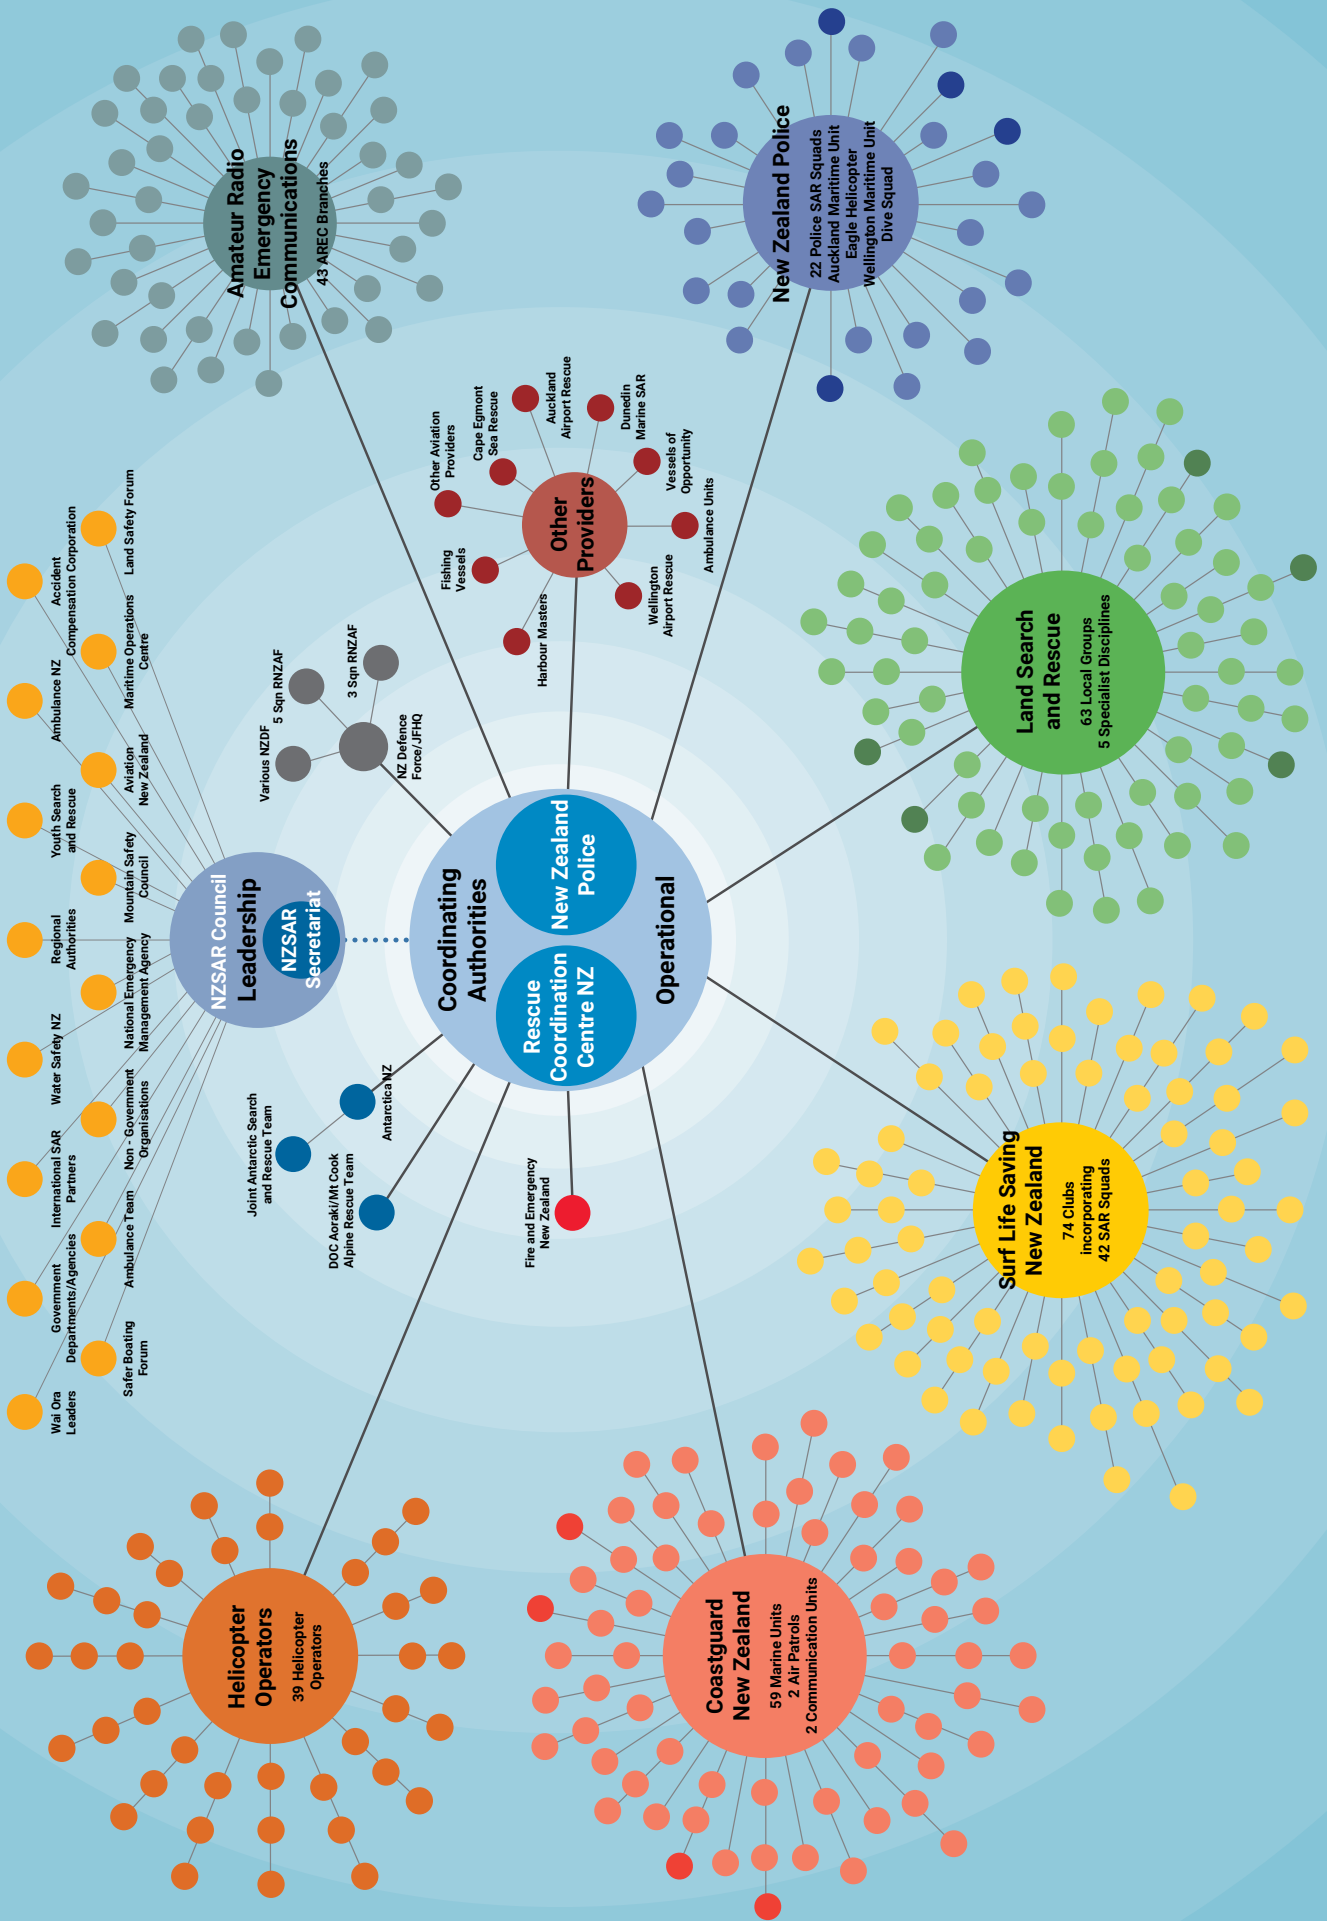 Wai Ora
Leaders
Government
Departments/Agencies
International SAR
Partners
Water Safety NZ
Regional
Authorities
Youth Search
and Rescue
Ambulance NZ
Accident
Compensation Corporation
Safer Boating
Forum
Ambulance Team
Non - Government
Organisations
National Emergency
Management Agency
Mountain Safety
Council
Aviation
New Zealand
Maritime Operations
Centre
Land Safety Forum
NZSAR Council
Leadership
NZSAR
Secretariat
Helicopter
Operators
39 Helicopter
Operators
Joint Antarctic Search
and Rescue Team
Antarctica NZ
DOC Aoraki/Mt Cook
Alpine Rescue Team
Fire and Emergency
New Zealand
Various NZDF
5 Sqn RNZAF
3 Sqn RNZAF
NZ Defence
Force/JFHQ
Amateur Radio
Emergency
Communications
43 AREC Branches
Coordinating
Authorities
Rescue
Coordination
Centre NZ
New Zealand
Police
Operational
Other Aviation
Providers
Cape Egmont
Sea Rescue
Auckland
Airport Rescue
Dunedin
Marine SAR
Vessels of
Opportunity
Ambulance Units
Wellington
Airport Rescue
Harbour Masters
Fishing
Vessels
Other
Providers
New Zealand Police
22 Police SAR Squads
Auckland Maritime Unit
Eagle Helicopter
Wellington Maritime Unit
Dive Squad
Coastguard
New Zealand
59 Marine Units
2 Air Patrols
2 Communication Units
Surf Life Saving
New Zealand
74 Clubs
incorporating
42 SAR Squads
Land Search
and Rescue
63 Local Groups
5 Specialist Disciplines